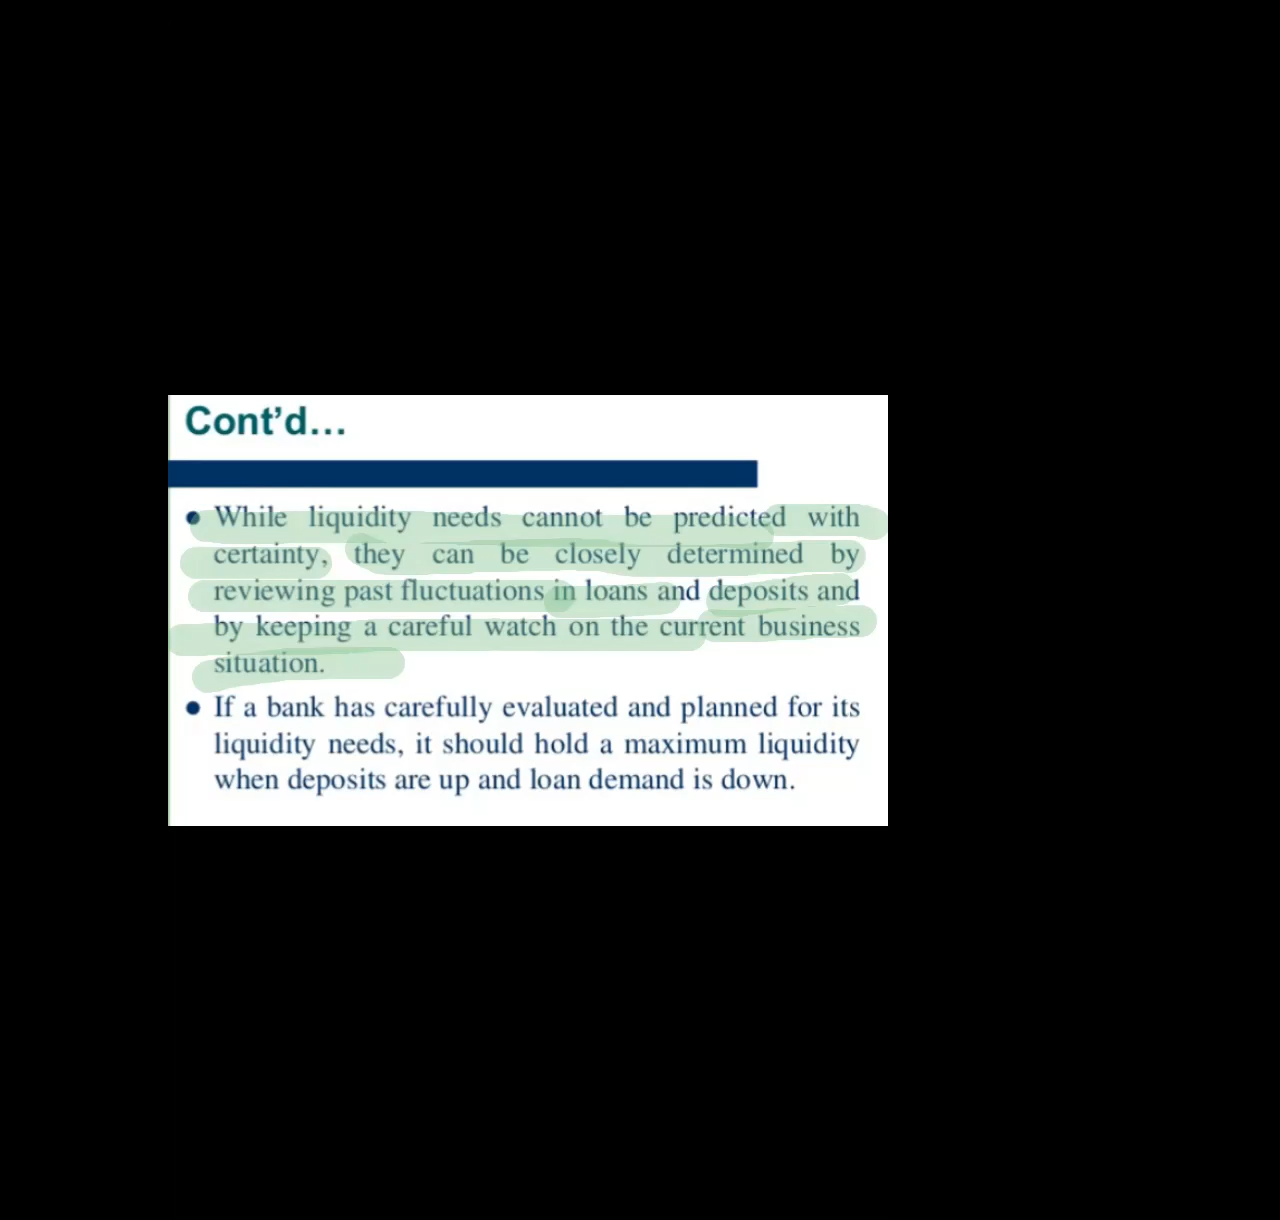 Cont’d...
● While liquidity needs cannot be predicted with
certainty, they can be closely determined by
reviewing past fluctuations in loans and deposits and
by keeping a careful watch on the current business
situation.
● If a bank has carefully evaluated and planned for its
liquidity needs, it should hold a maximum liquidity
when deposits are up and loan demand is down.